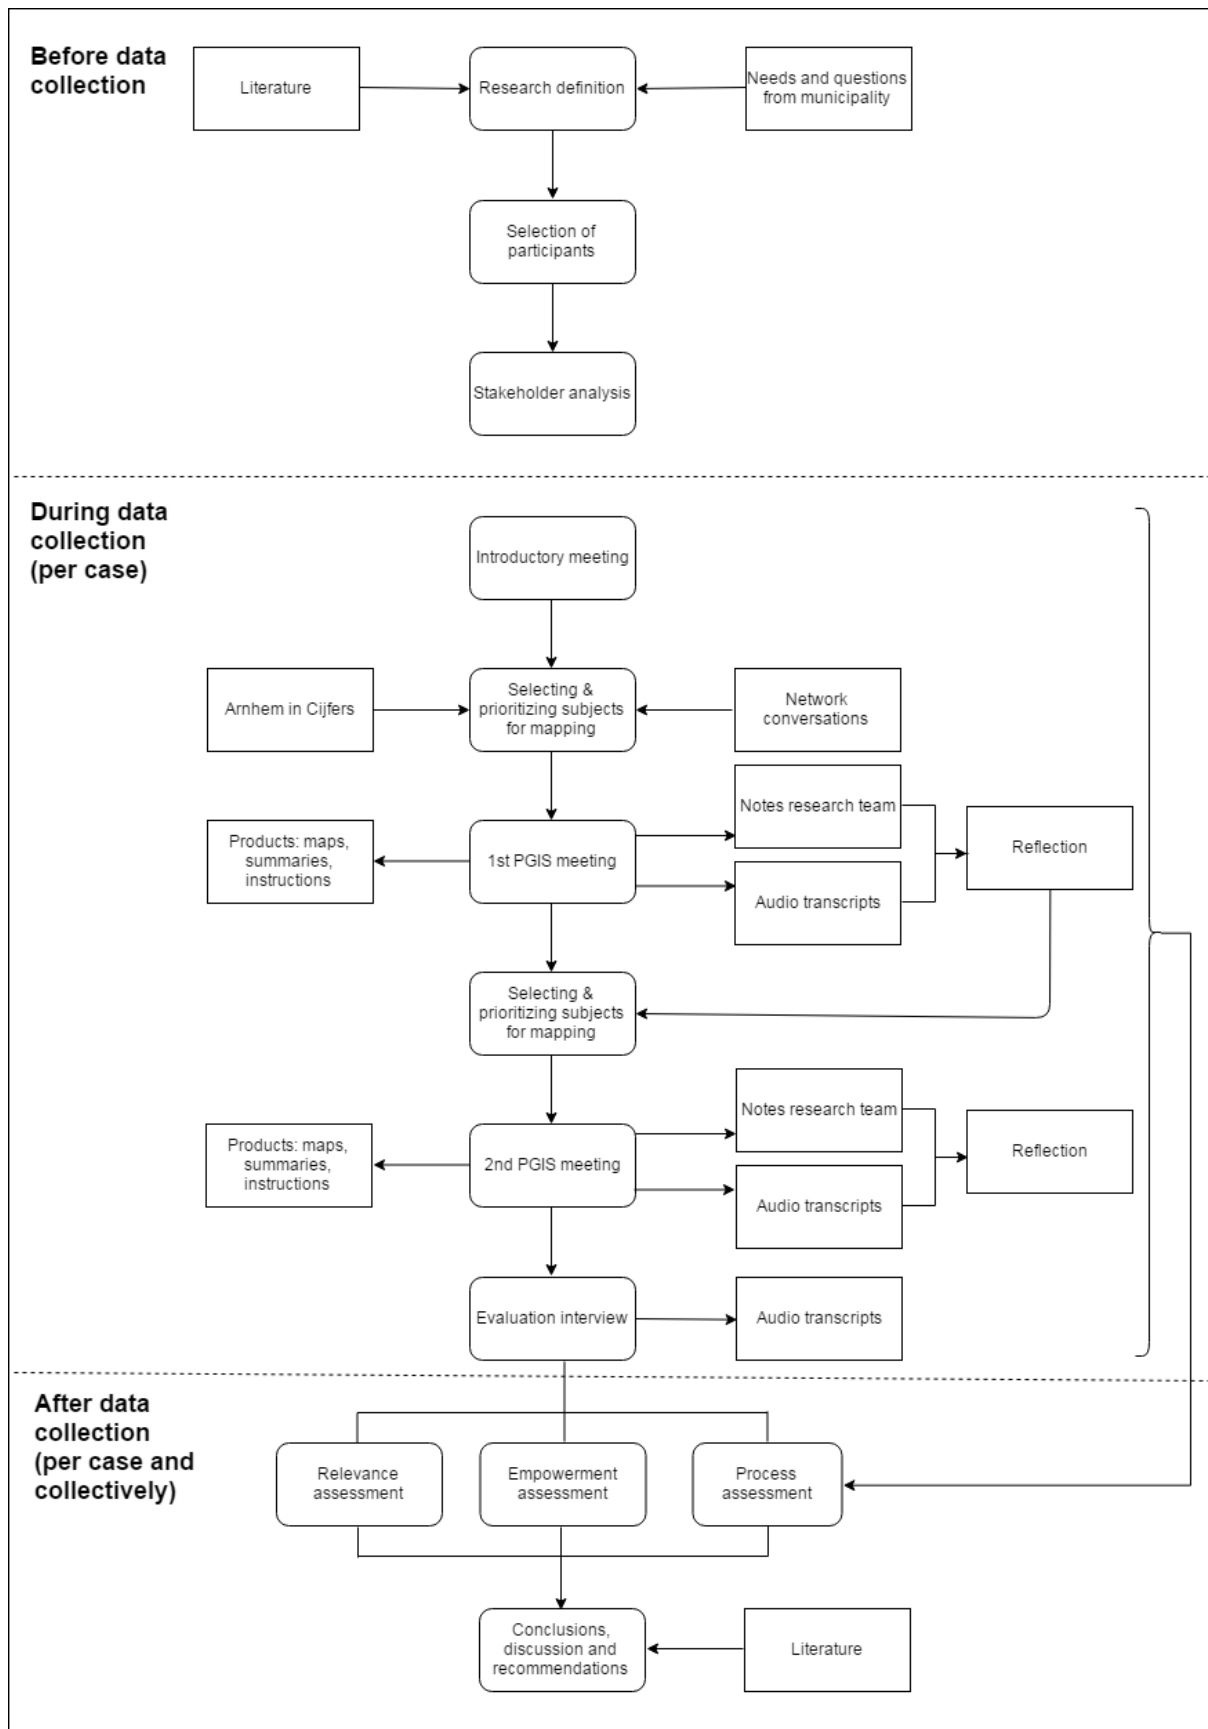 Before data
collection
Literature
Research definition
Needs and questions
from municipality
Selection of
participants
Stakeholder analysis
During data
collection
(per case)
Introductory meeting
Arnhem in Cijfers
Selecting &
prioritizing subjects
for mapping
Network
conversations
Products: maps,
summaries,
instructions
1st PGIS meeting
Notes research team
Audio transcripts
Reflection
Selecting &
prioritizing subjects
for mapping
Products: maps,
summaries,
instructions
2nd PGIS meeting
Notes research team
Audio transcripts
Reflection
Evaluation interview
Audio transcripts
After data
collection
(per case and
collectively)
Relevance
assessment
Empowerment
assessment
Process
assessment
Conclusions,
discussion and
recommendations
Literature